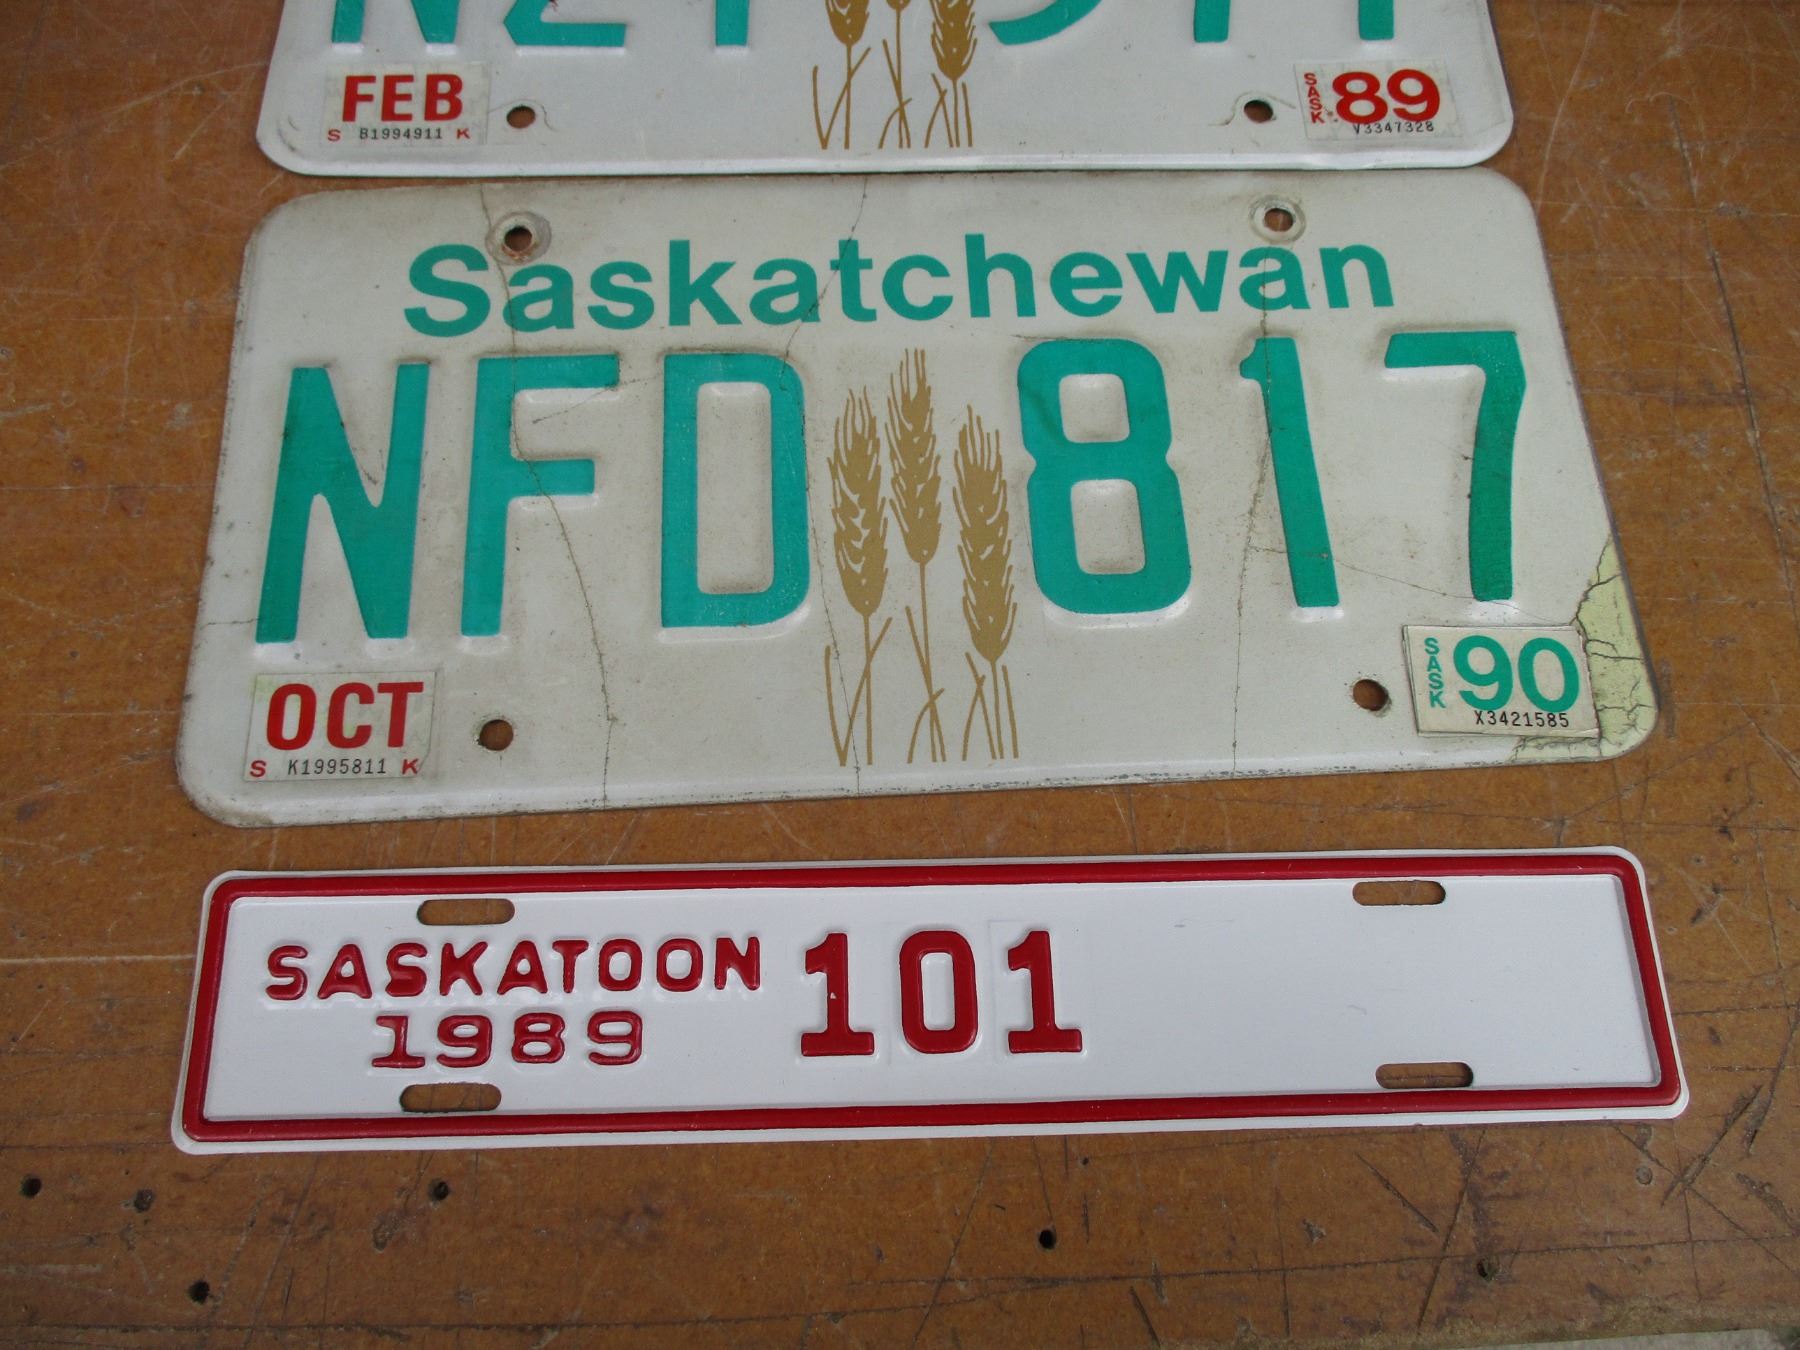 FEB
S B1994911 K
SASK 89
V3347328
Saskatchewan
NFD 817
OCT
S K1995811 K
SASK 90
X3421585
SASKATOON 101
1989